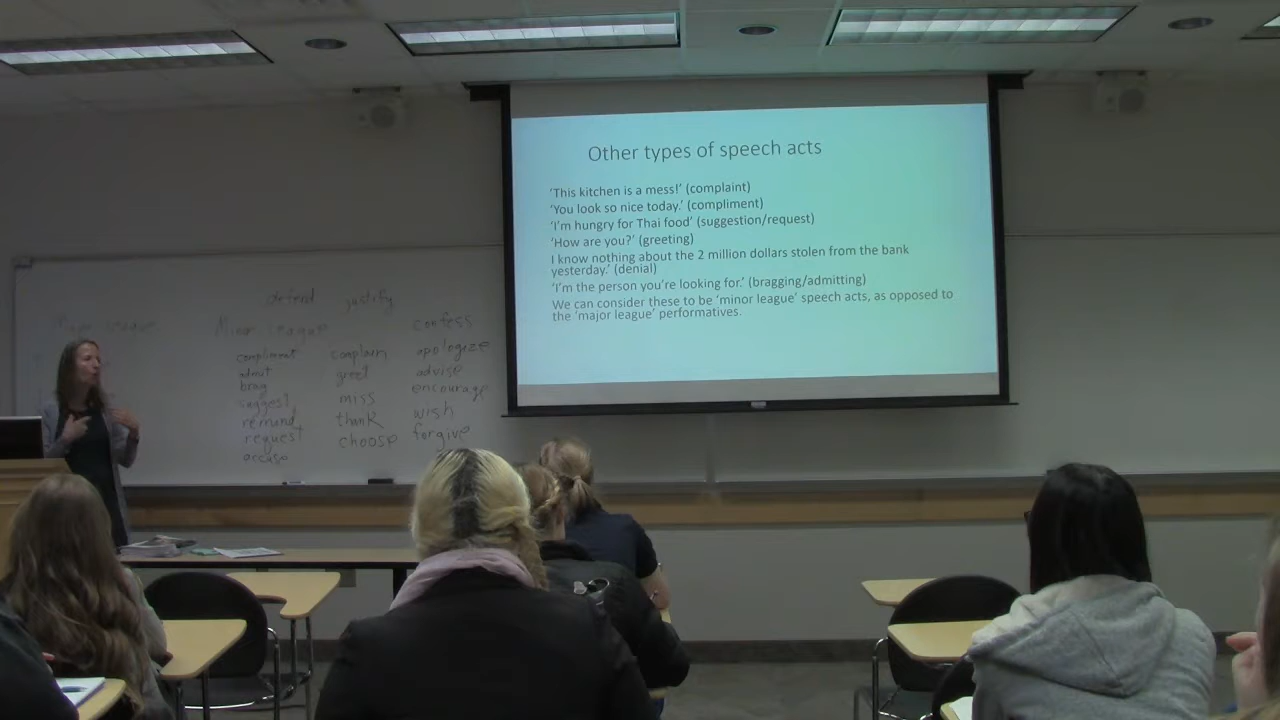 Other types of speech acts
'This kitchen is a mess!' (complaint)
'You look so nice today.' (compliment)
'I'm hungry for Thai food' (suggestion/request)
'How are you?' (greeting)
I know nothing about the 2 million dollars stolen from the bank
yesterday.' (denial)
'I'm the person you're looking for.' (bragging/admitting)
We can consider these to be 'minor league' speech acts, as opposed to
the 'major league' performatives.
defend justify
Minor league
confess
compliment complain apologize
admit greet advise
brag miss encourage
suggest thank wish
remind choose forgive
request